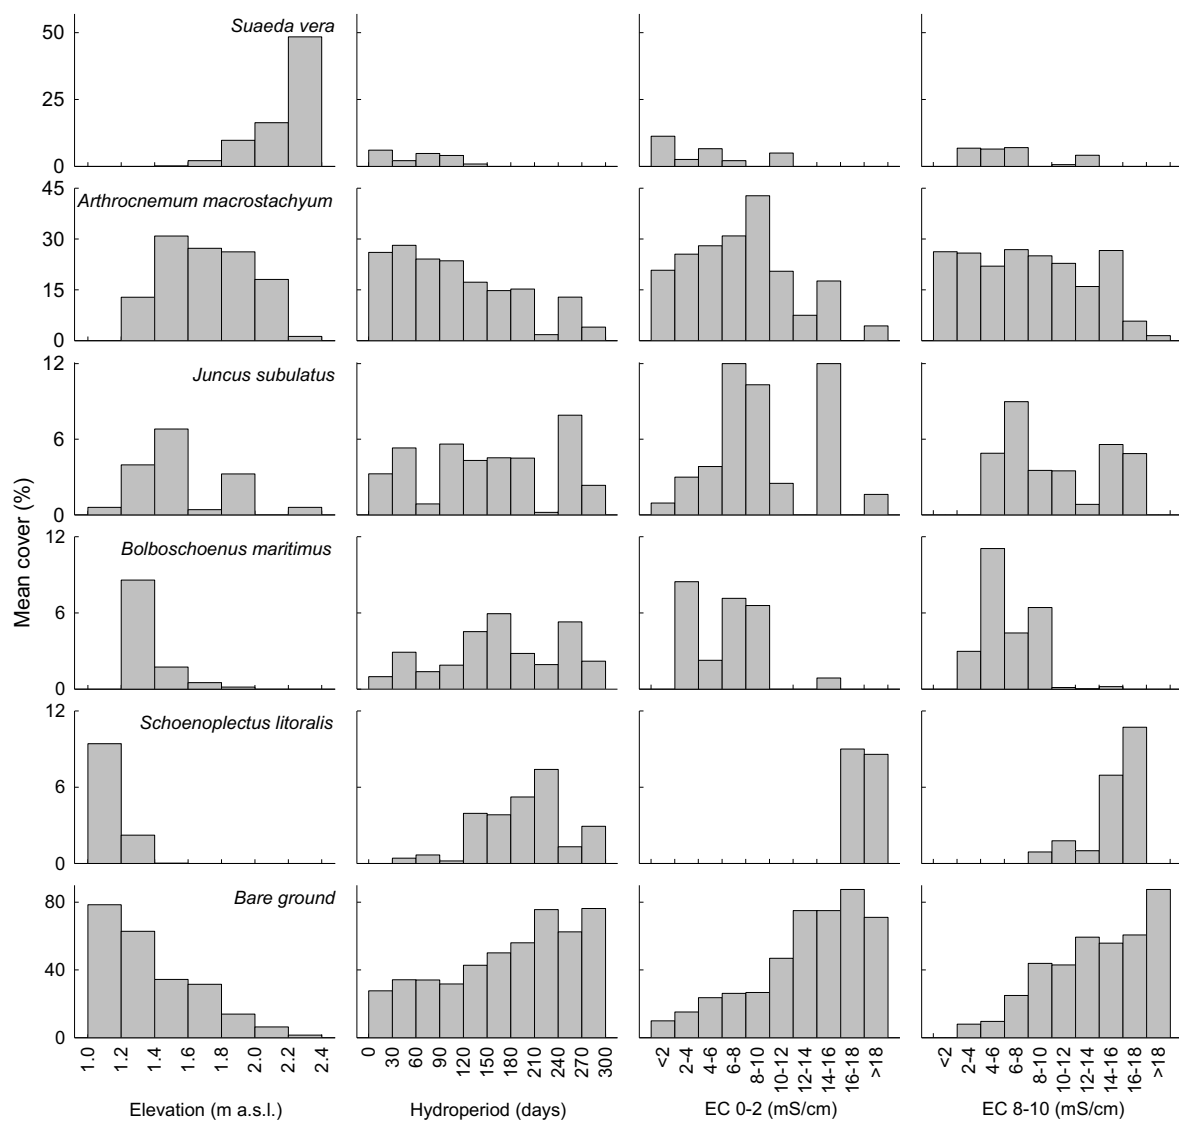 Suaeda vera
50
25
0
Arthrocnemum macrostachyum
45
30
15
0
Juncus subulatus
12
6
0
Bolboschoenus maritimus
12
6
0
Schoenoplectus litoralis
12
6
0
Bare ground
80
40
0
Mean cover (%)
1.0 1.2 1.4 1.6 1.8 2.0 2.2 2.4
Elevation (m a.s.l.)
0 30 60 90 120 150 180 210 240 270 300
Hydroperiod (days)
<2 2-4 4-6 6-8 8-10 10-12 12-14 14-16 16-18 >18
EC 0-2 (mS/cm)
<2 2-4 4-6 6-8 8-10 10-12 12-14 14-16 16-18 >18
EC 8-10 (mS/cm)